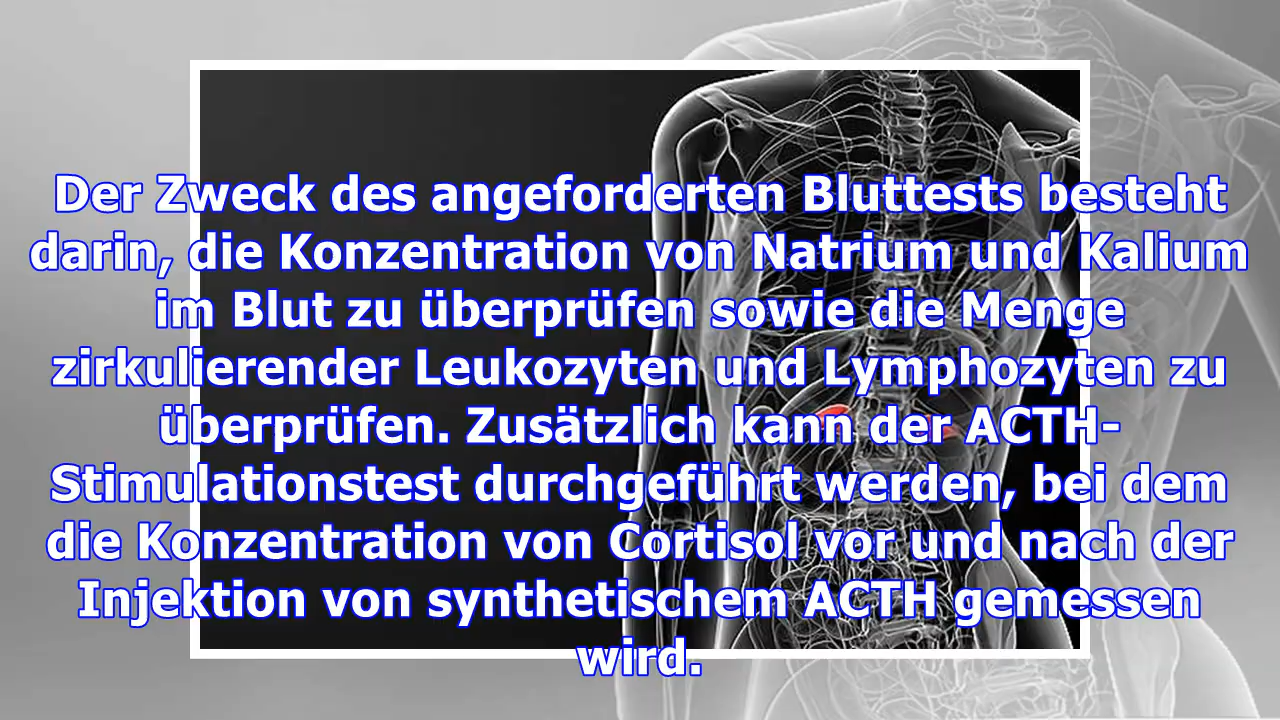 Der Zweck des angeforderten Bluttests besteht
darin, die Konzentration von Natrium und Kalium
im Blut zu überprüfen sowie die Menge
zirkulierender Leukozyten und Lymphozyten zu
überprüfen. Zusätzlich kann der ACTH-
Stimulationstest durchgeführt werden, bei dem
die Konzentration von Cortisol vor und nach der
Injektion von synthetischem ACTH gemessen
wird.